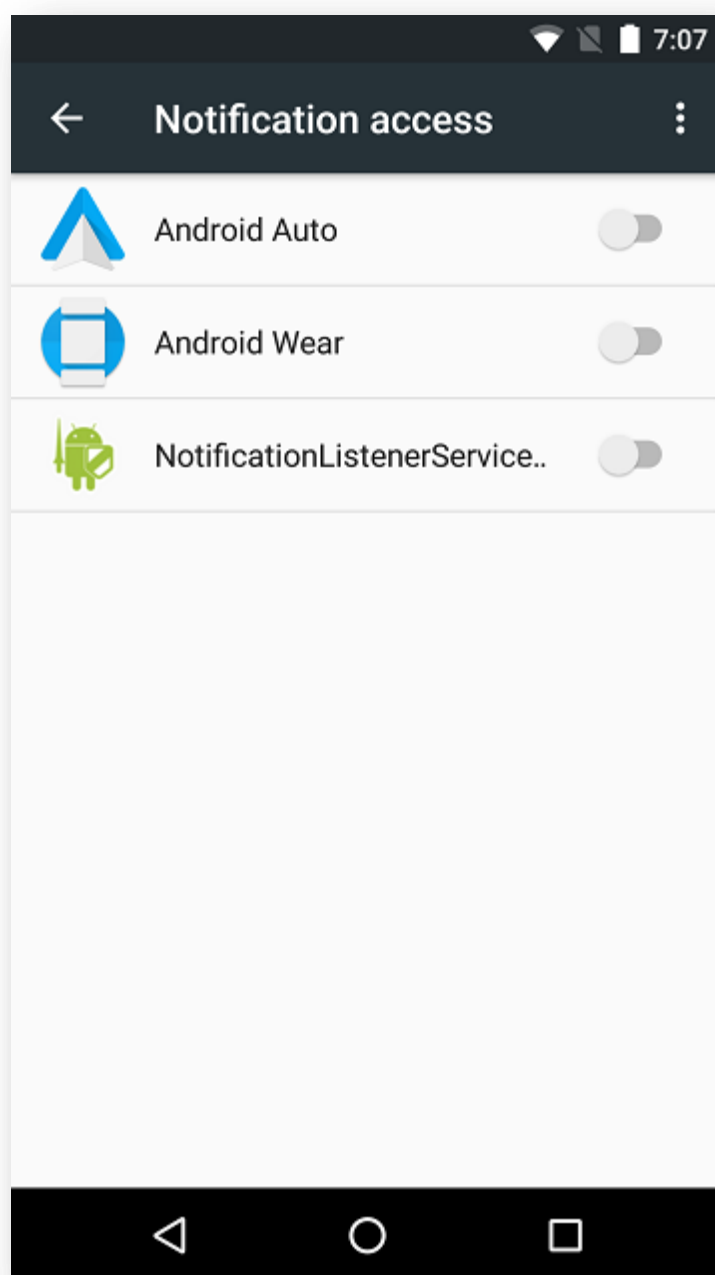 7:07
Notification access
Android Auto
Android Wear
NotificationListenerService..